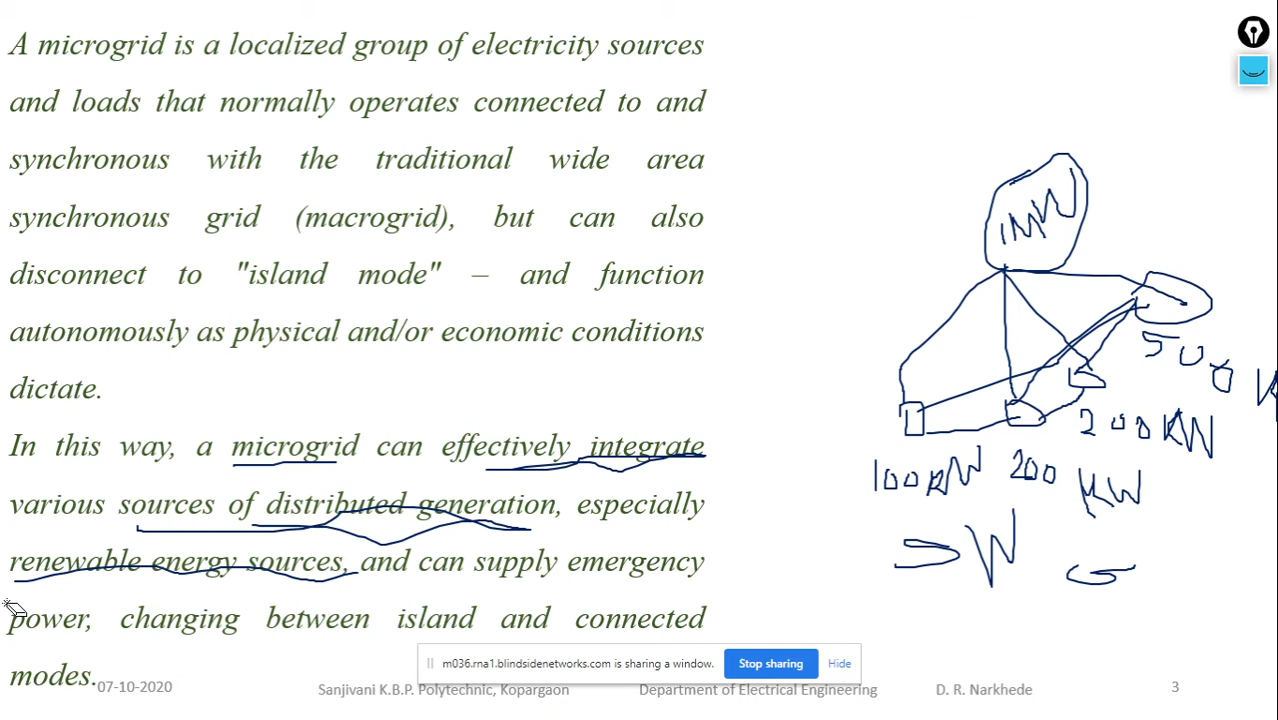 A microgrid is a localized group of electricity sources
and loads that normally operates connected to and
synchronous with the traditional wide area
synchronous grid (macrogrid), but can also
disconnect to "island mode" – and function
autonomously as physical and/or economic conditions
dictate.
In this way, a microgrid can effectively integrate
various sources of distributed generation, especially
renewable energy sources, and can supply emergency
power, changing between island and connected
modes.
1MW
500 K
200KW
100KW
200 KW
W
G
m036.rna1.blindsidenetworks.com is sharing a window.
Stop sharing
Hide
07-10-2020
Sanjivani K.B.P. Polytechnic, Kopargaon
Department of Electrical Engineering
D. R. Narkhede
3